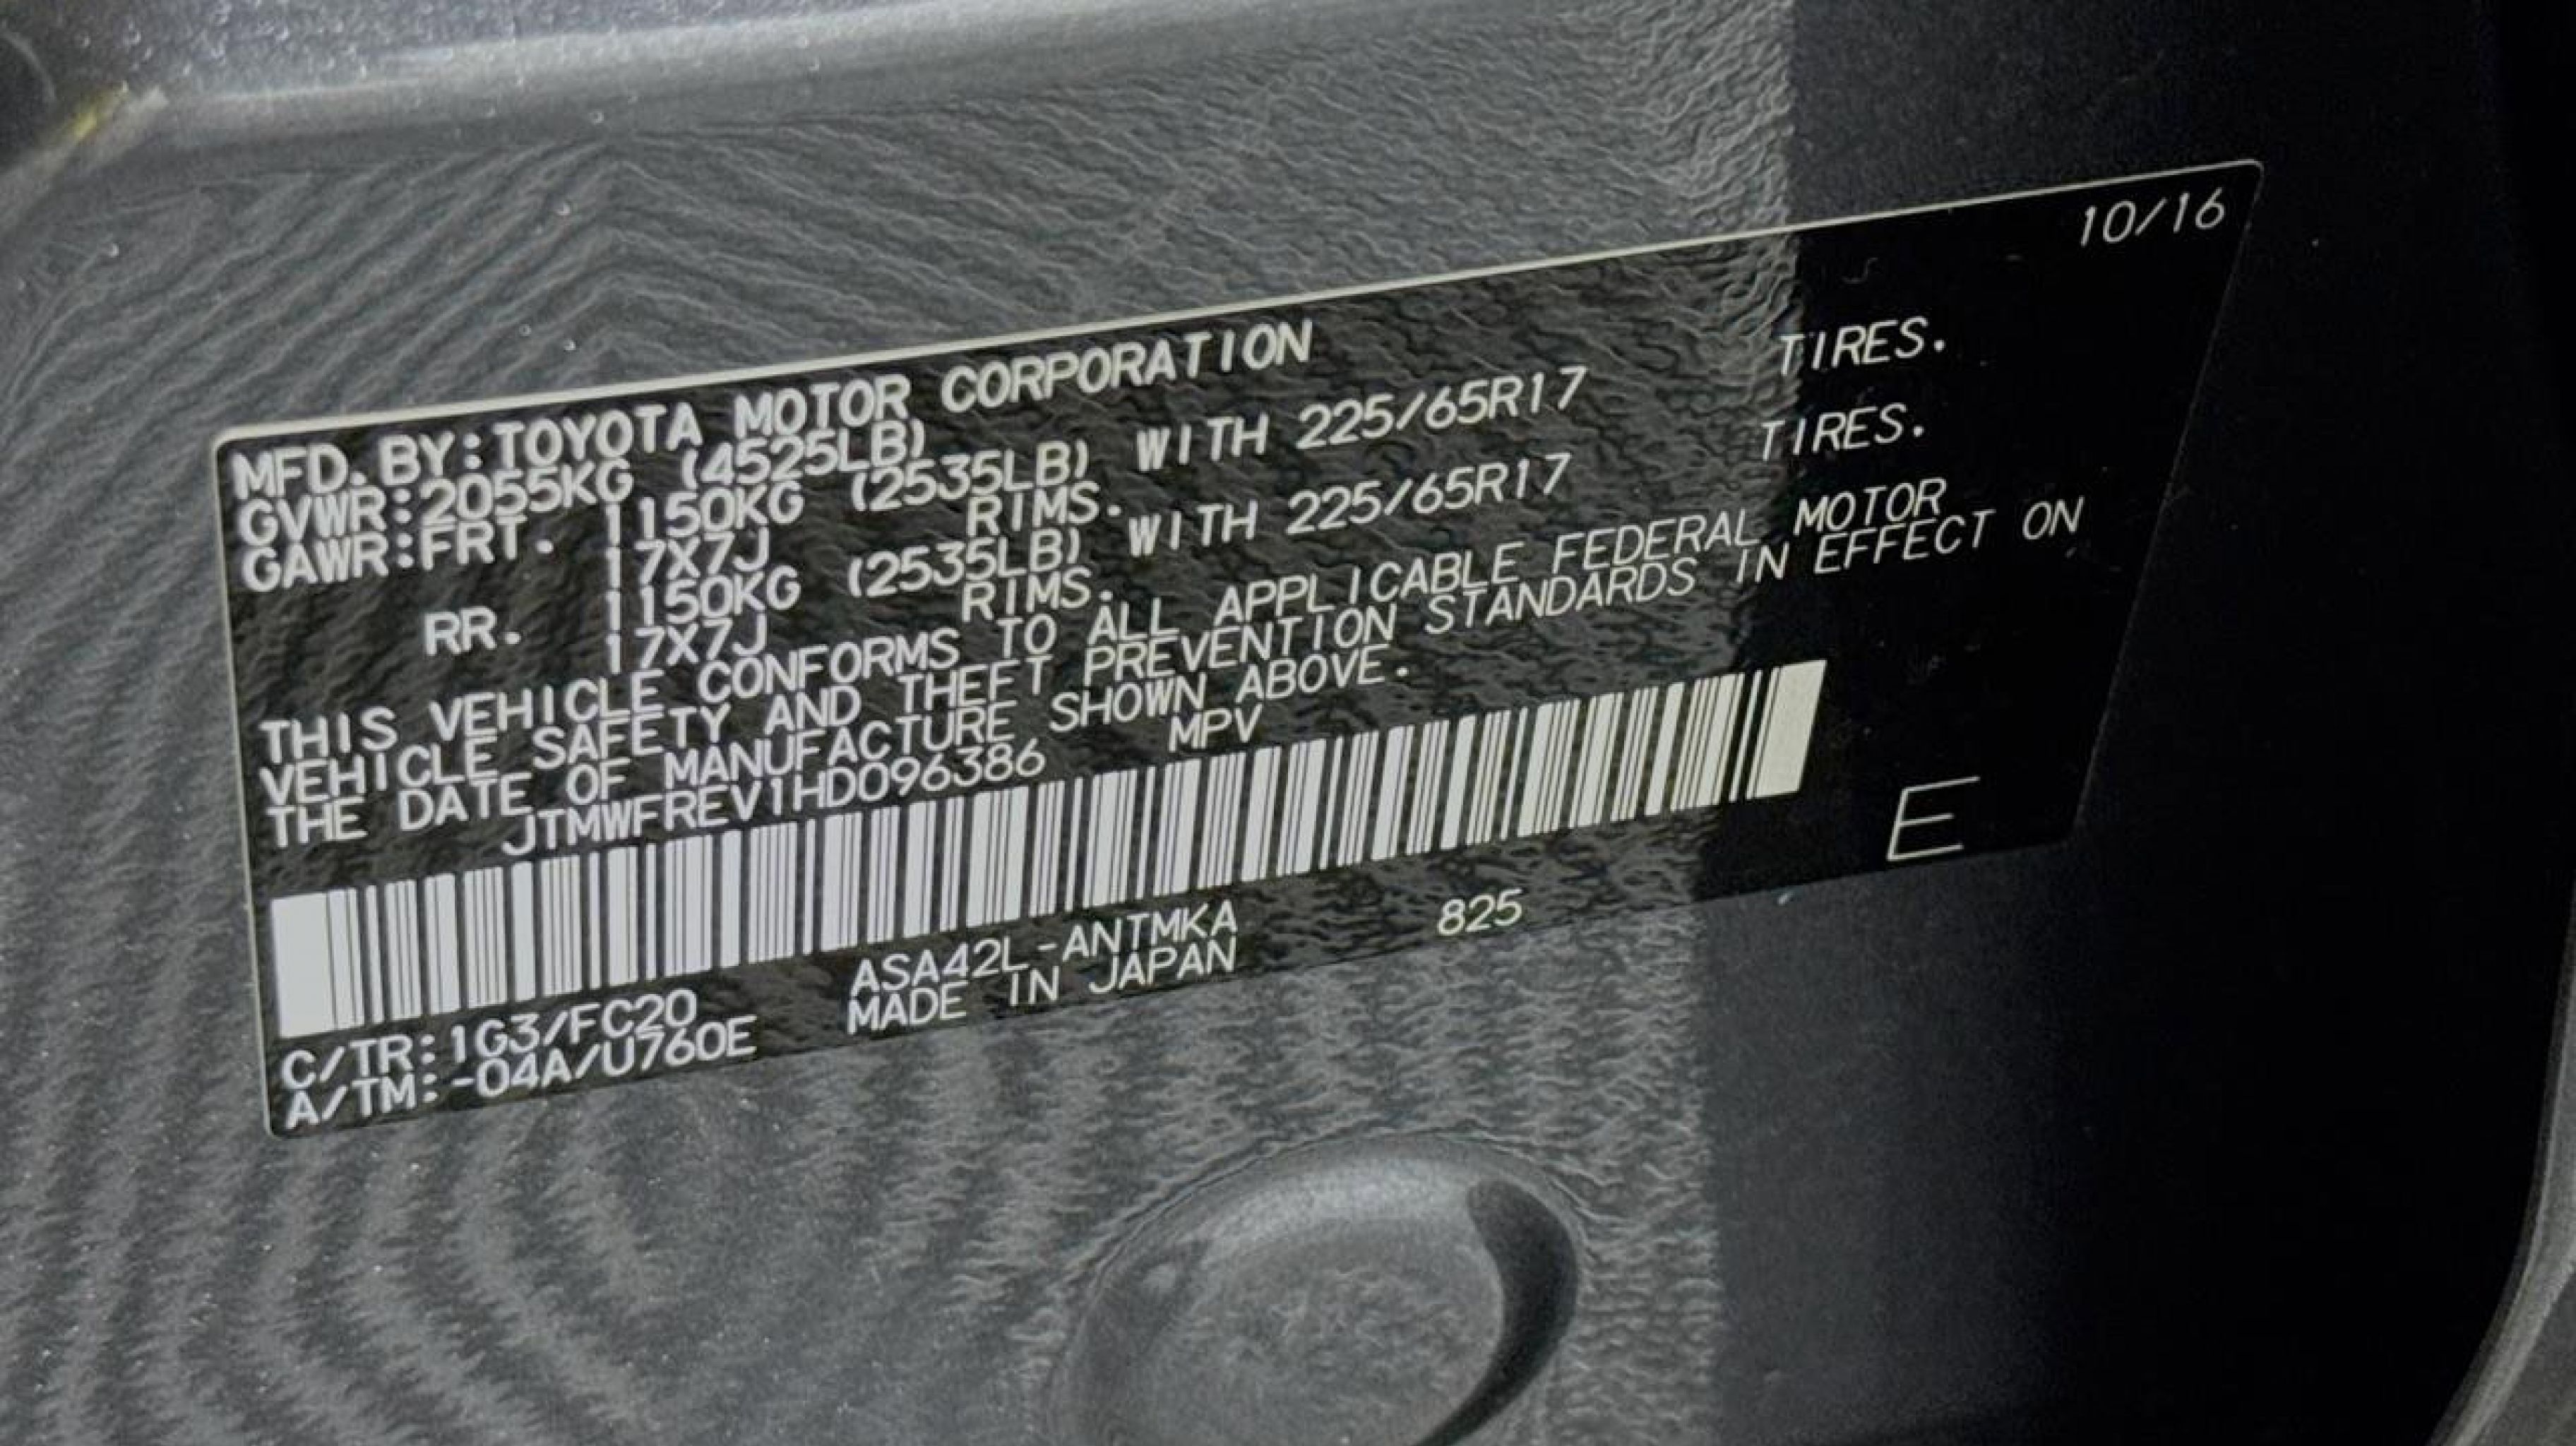 10/16
MFD.BY:TOYOTA MOTOR CORPORATION
GVWR:2055KG (4525LB)
GAWR:FRT. 1150KG (2535LB) WITH 225/65R17 TIRES.
17X7J RIMS.
RR. 1150KG (2535LB) WITH 225/65R17 TIRES.
17X7J RIMS.
THIS VEHICLE CONFORMS TO ALL APPLICABLE FEDERAL MOTOR
VEHICLE SAFETY AND THEFT PREVENTION STANDARDS IN EFFECT ON
THE DATE OF MANUFACTURE SHOWN ABOVE.
JTMWFREV1HD096386 MPV
E
C/TR:1G3/FC20 ASA42L-ANTMKA 825
A/TM:-04A/U760E MADE IN JAPAN